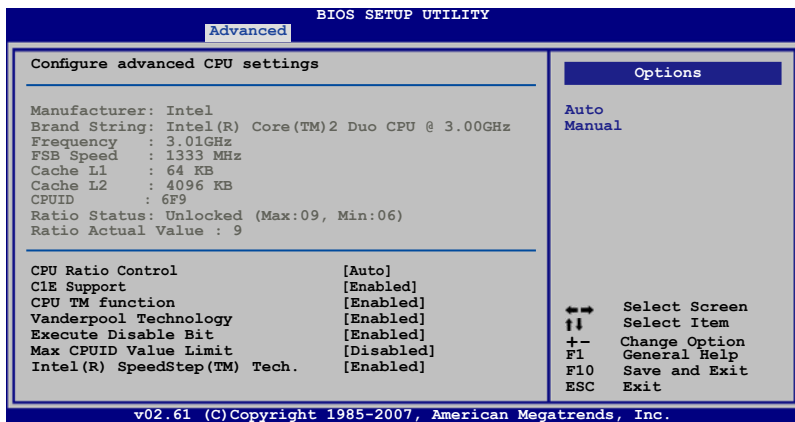 BIOS SETUP UTILITY
Advanced
Configure advanced CPU settings
Manufacturer: Intel
Brand String: Intel(R) Core(TM)2 Duo CPU @ 3.00GHz
Frequency : 3.01GHz
FSB Speed : 1333 MHz
Cache L1 : 64 KB
Cache L2 : 4096 KB
CPUID : 6F9
Ratio Status: Unlocked (Max:09, Min:06)
Ratio Actual Value : 9
CPU Ratio Control [Auto]
C1E Support [Enabled]
CPU TM function [Enabled]
Vanderpool Technology [Enabled]
Execute Disable Bit [Enabled]
Max CPUID Value Limit [Disabled]
Intel(R) SpeedStep(TM) Tech. [Enabled]
Options
Auto
Manual
←→ Select Screen
↑↓ Select Item
+- Change Option
F1 General Help
F10 Save and Exit
ESC Exit
v02.61 (C)Copyright 1985-2007, American Megatrends, Inc.